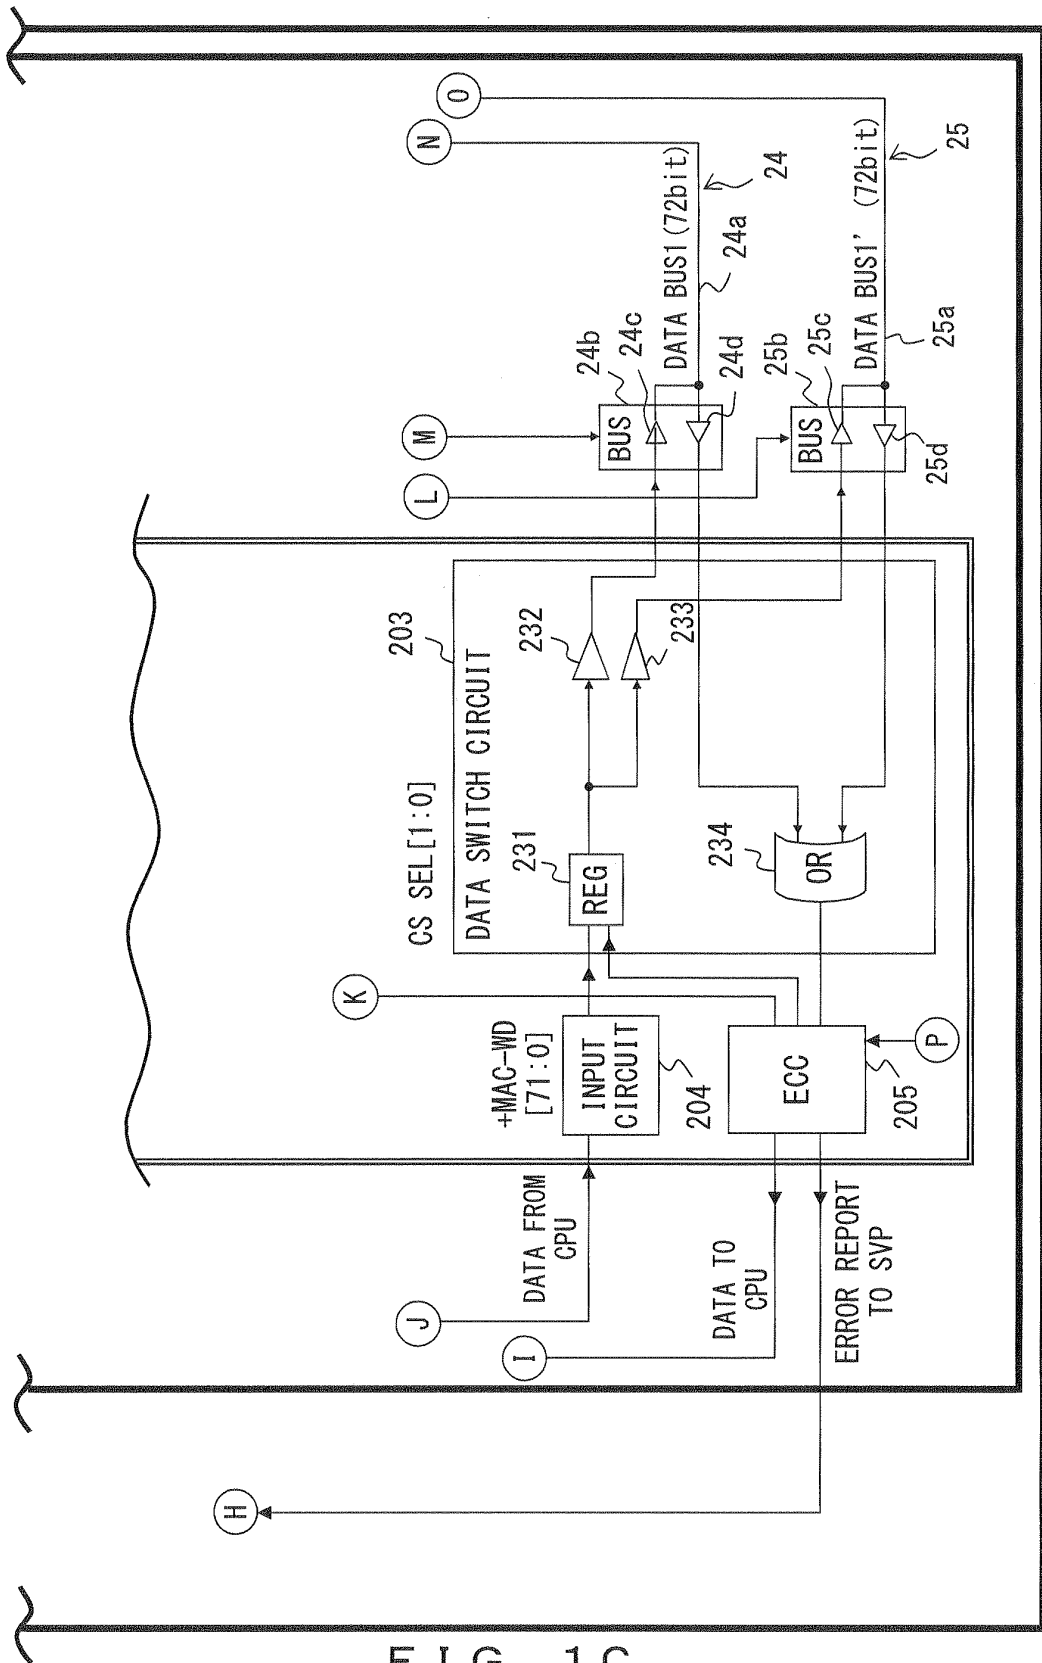 O
N
DATA BUS1(72bit)
24
24a
DATA BUS1' (72bit)
25
25a
M
L
BUS
24b
24c
24d
BUS
25b
25c
25d
203
CS SEL[1:0]
DATA SWITCH CIRCUIT
232
233
231
REG
234
OR
K
+MAC-WD
[71:0]
INPUT
CIRCUIT
204
ECC
205
P
DATA FROM
CPU
J
I
DATA TO
CPU
ERROR REPORT
TO SVP
H